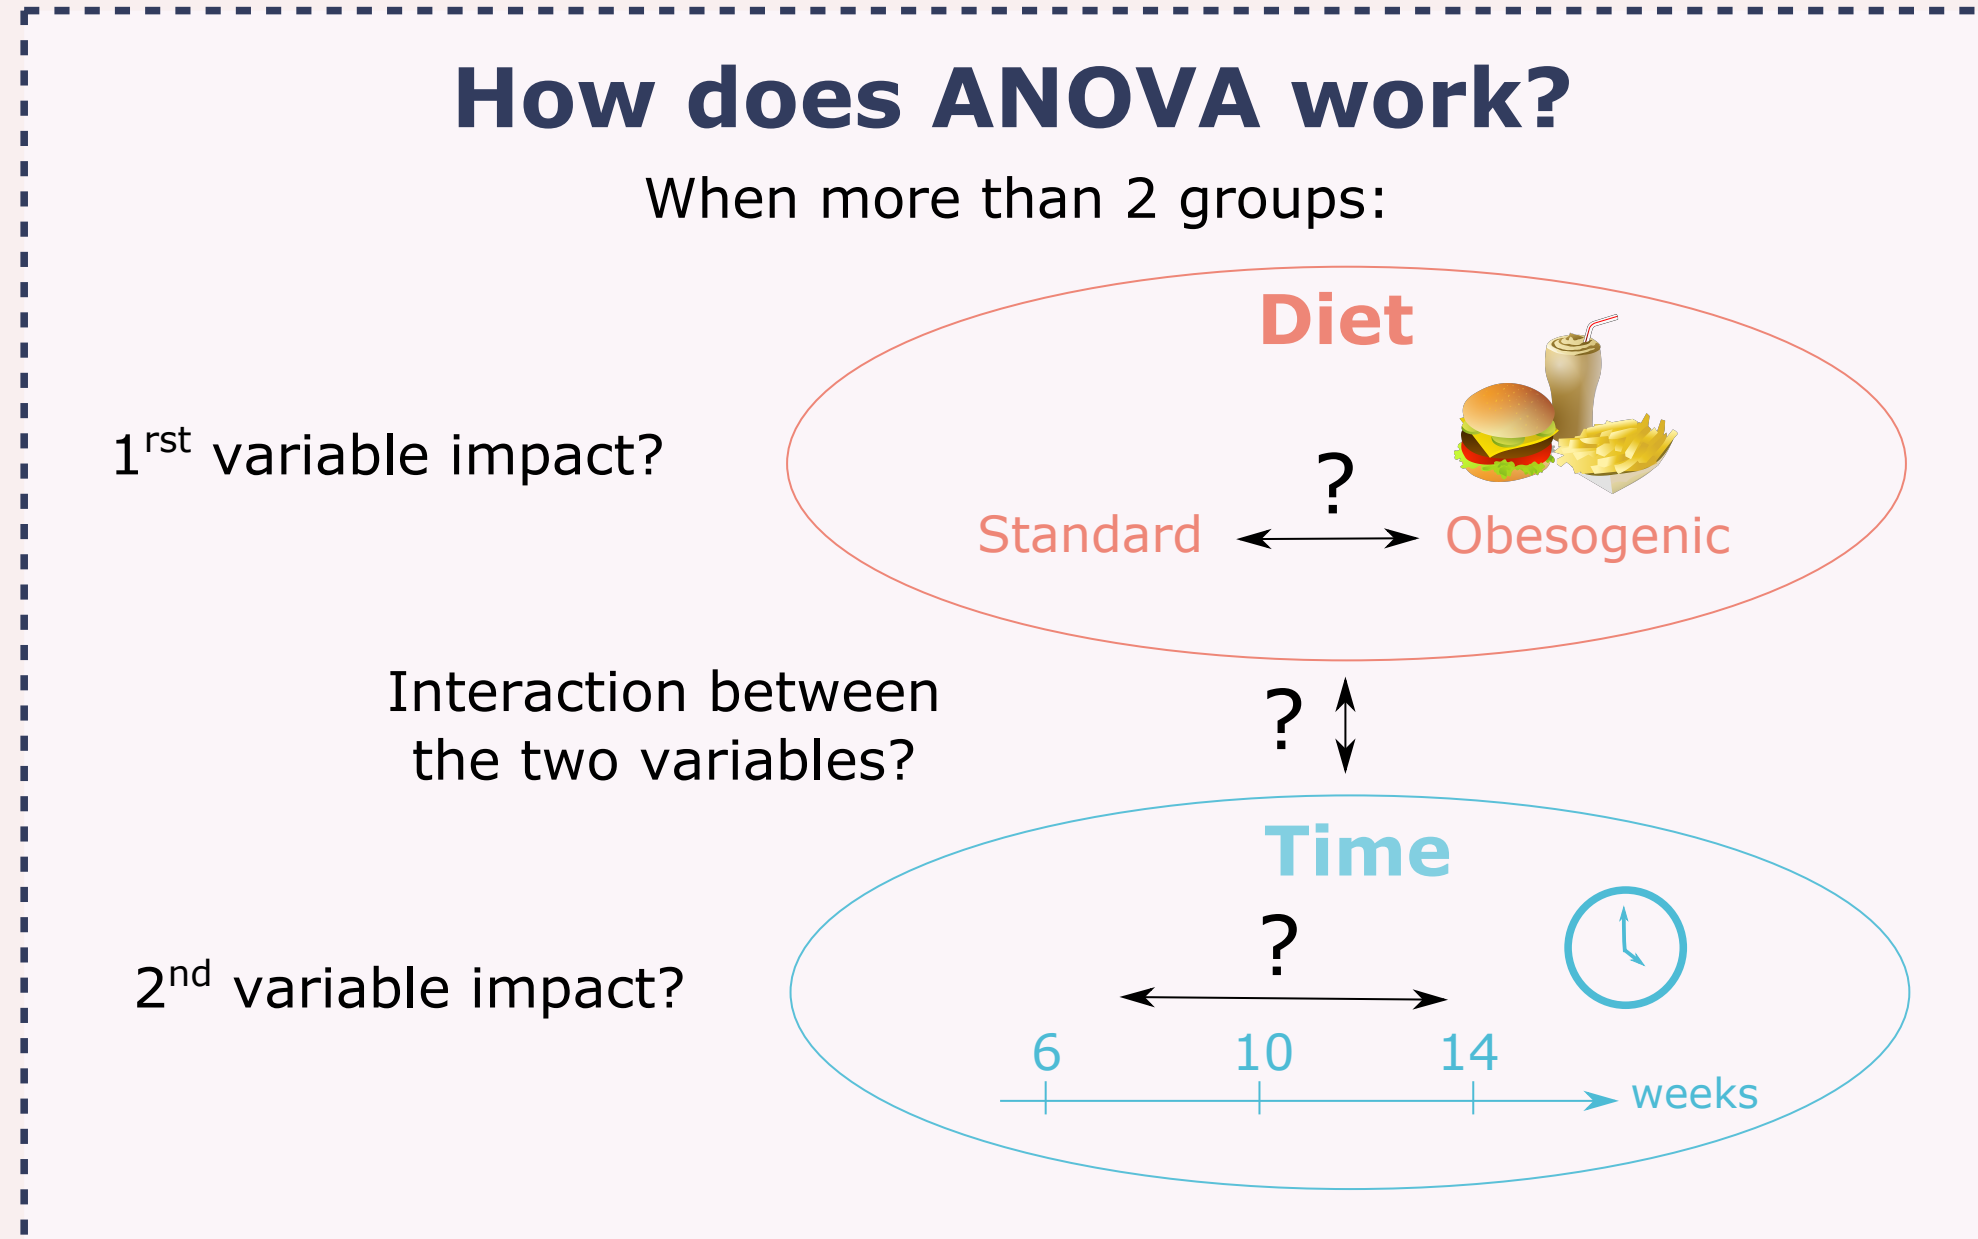 How does ANOVA work?
When more than 2 groups:
Diet
1rst variable impact?
?
Standard
Obesogenic
Interaction between
the two variables?
?
Time
?
2nd variable impact?
6 10 14
weeks